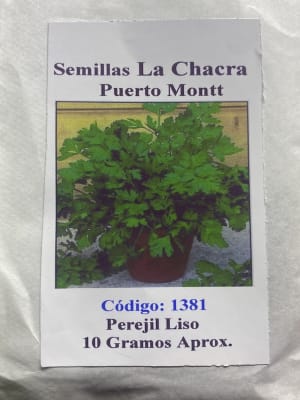 Semillas La Chacra
Puerto Montt
Código: 1381
Perejil Liso
10 Gramos Aprox.